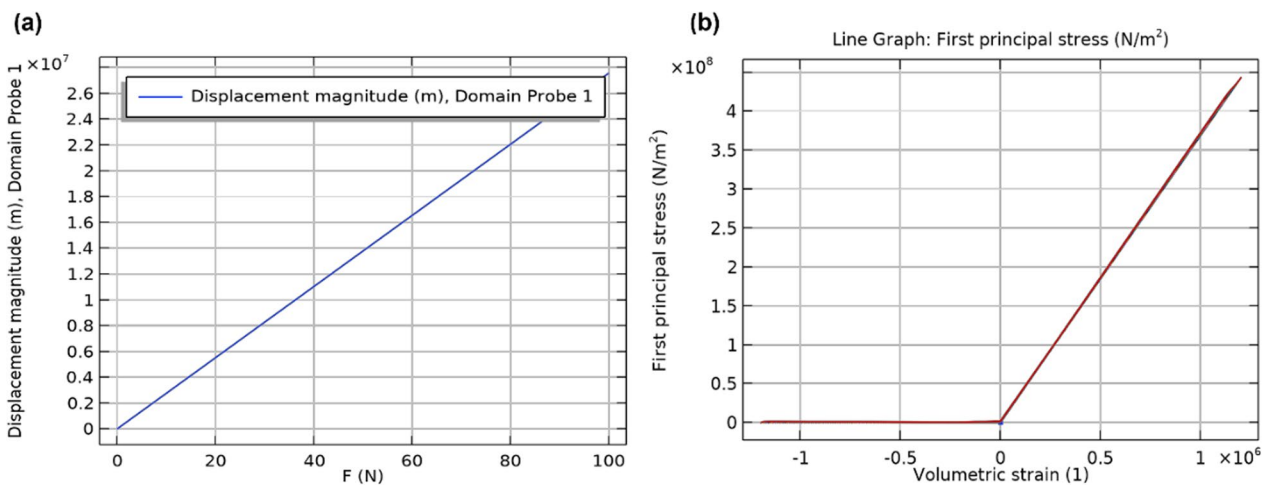 (a)
×10⁷
Displacement magnitude (m), Domain Probe 1
Displacement magnitude (m), Domain Probe 1
2.6
2.4
2.2
2
1.8
1.6
1.4
1.2
1
0.8
0.6
0.4
0.2
0
0 20 40 60 80 100
F (N)
(b)
Line Graph: First principal stress (N/m²)
×10⁸
First principal stress (N/m²)
4
3.5
3
2.5
2
1.5
1
0.5
0
-1 -0.5 0 0.5 1 ×10⁶
Volumetric strain (1)